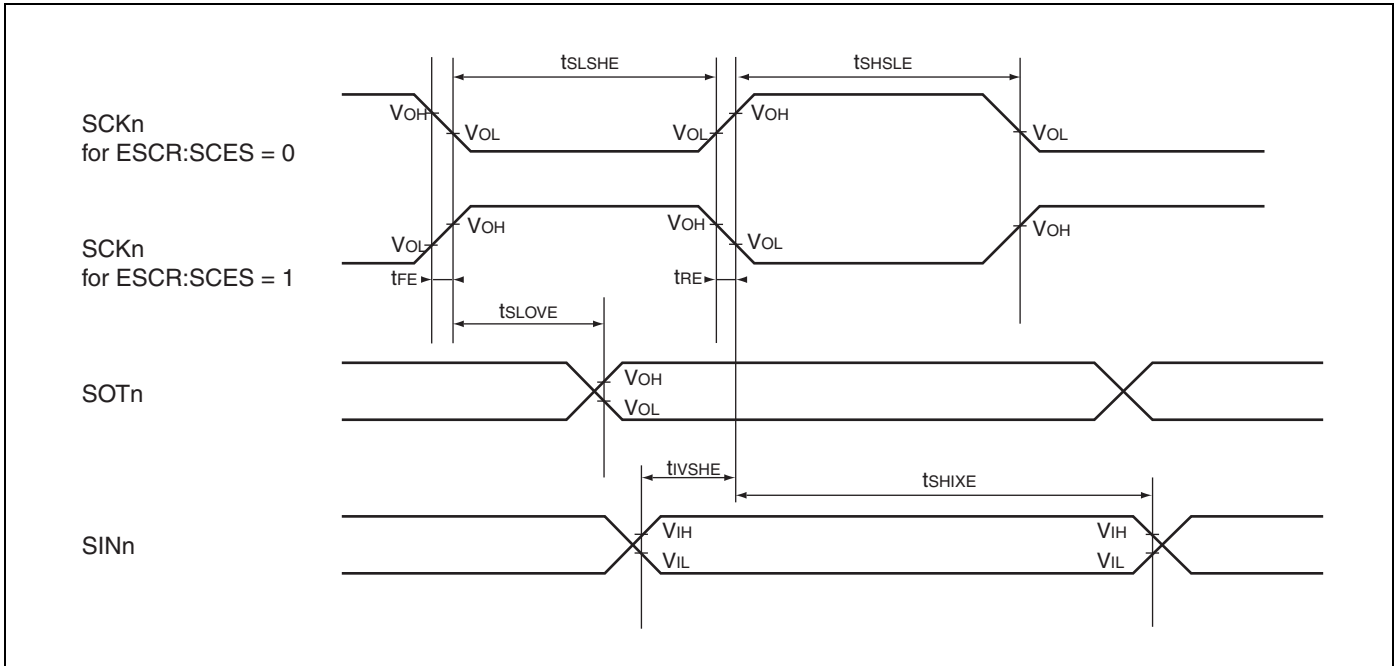 tSLSHE
tSHSLE
SCKn
for ESCR:SCES = 0
VOH
VOL
VOL
VOH
VOL
SCKn
for ESCR:SCES = 1
VOL
VOH
VOH
VOL
VOH
tFE
tRE
tSLOVE
SOTn
VOH
VOL
tIVSHE
tSHIXE
SINn
VIH
VIL
VIH
VIL